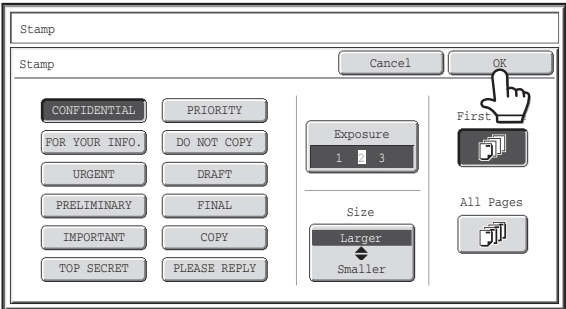 Stamp
Stamp
Cancel
OK
CONFIDENTIAL
PRIORITY
FOR YOUR INFO.
DO NOT COPY
URGENT
DRAFT
PRELIMINARY
FINAL
IMPORTANT
COPY
TOP SECRET
PLEASE REPLY
Exposure
1 2 3
Size
Larger
Smaller
First
All Pages